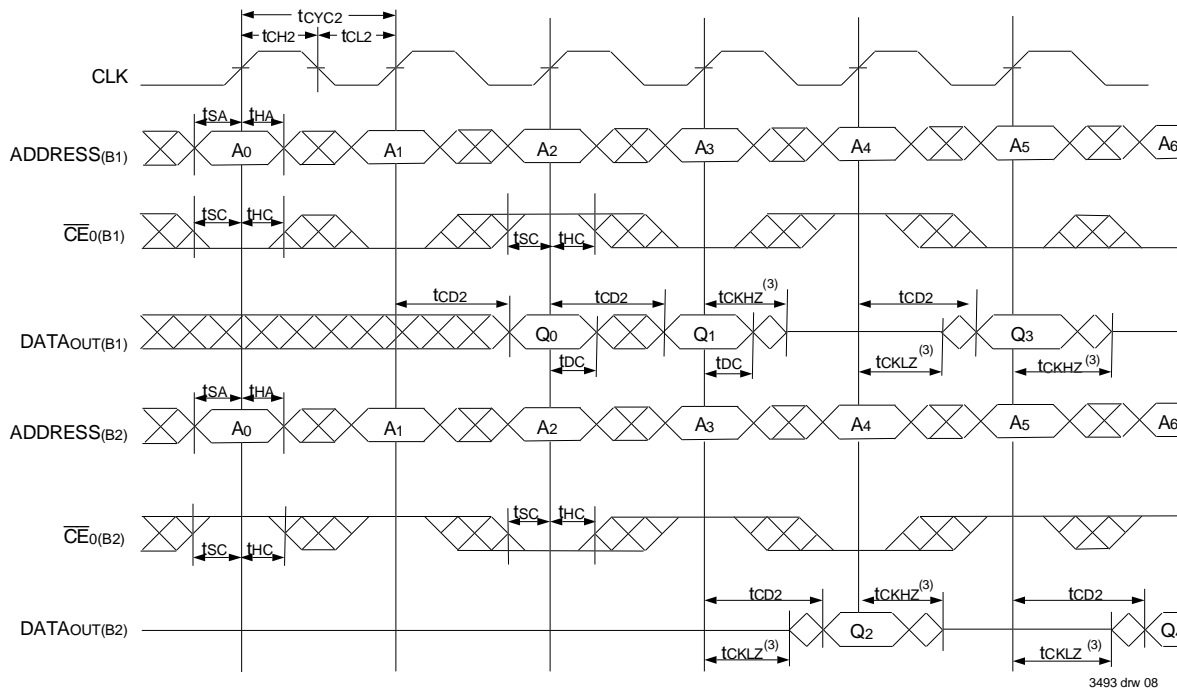 tCYC2
tCH2 tCL2
CLK
tSA tHA
ADDRESS(B1) A0 A1 A2 A3 A4 A5 A6
tSC tHC
CE0(B1) tSC tHC
tCD2 tCD2 tCKHZ(3) tCD2
DATAOUT(B1) Q0 Q1 Q3
tDC tDC tCKLZ(3) tCKHZ(3)
tSA tHA
ADDRESS(B2) A0 A1 A2 A3 A4 A5 A6
CE0(B2) tSC tHC
tSC tHC
tCD2 tCKHZ(3) tCD2
DATAOUT(B2) Q2
tCKLZ(3) tCKLZ(3)
3493 drw 08